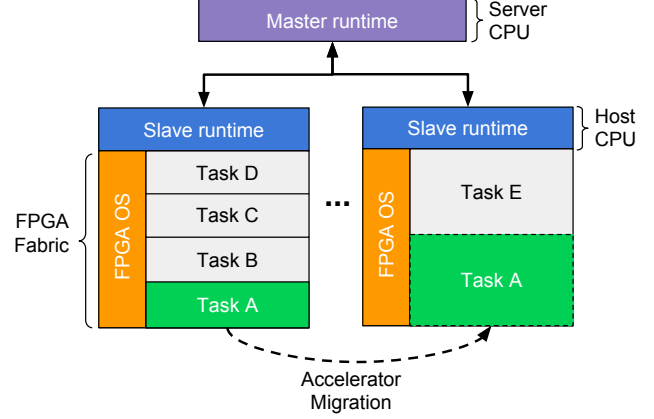 Master runtime
Server
CPU
Slave runtime
Slave runtime
Host
CPU
FPGA
Fabric
FPGA OS
Task D
Task C
Task B
Task A
...
FPGA OS
Task E
Task A
Accelerator
Migration